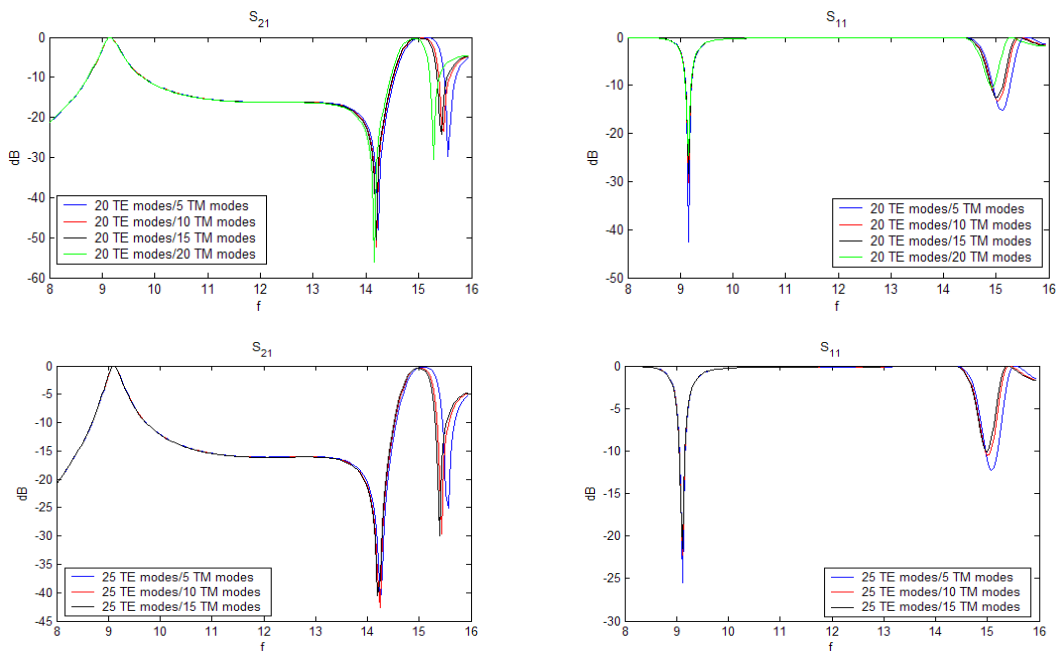 S21
0
-10
-20
-30
-40
-50
-60
dB
20 TE modes/5 TM modes
20 TE modes/10 TM modes
20 TE modes/15 TM modes
20 TE modes/20 TM modes
8 9 10 11 12 13 14 15 16
f
S11
0
-10
-20
-30
-40
-50
dB
20 TE modes/5 TM modes
20 TE modes/10 TM modes
20 TE modes/15 TM modes
20 TE modes/20 TM modes
8 9 10 11 12 13 14 15 16
f
S21
0
-5
-10
-15
-20
-25
-30
-35
-40
-45
dB
25 TE modes/5 TM modes
25 TE modes/10 TM modes
25 TE modes/15 TM modes
8 9 10 11 12 13 14 15 16
f
S11
0
-5
-10
-15
-20
-25
-30
dB
25 TE modes/5 TM modes
25 TE modes/10 TM modes
25 TE modes/15 TM modes
8 9 10 11 12 13 14 15 16
f